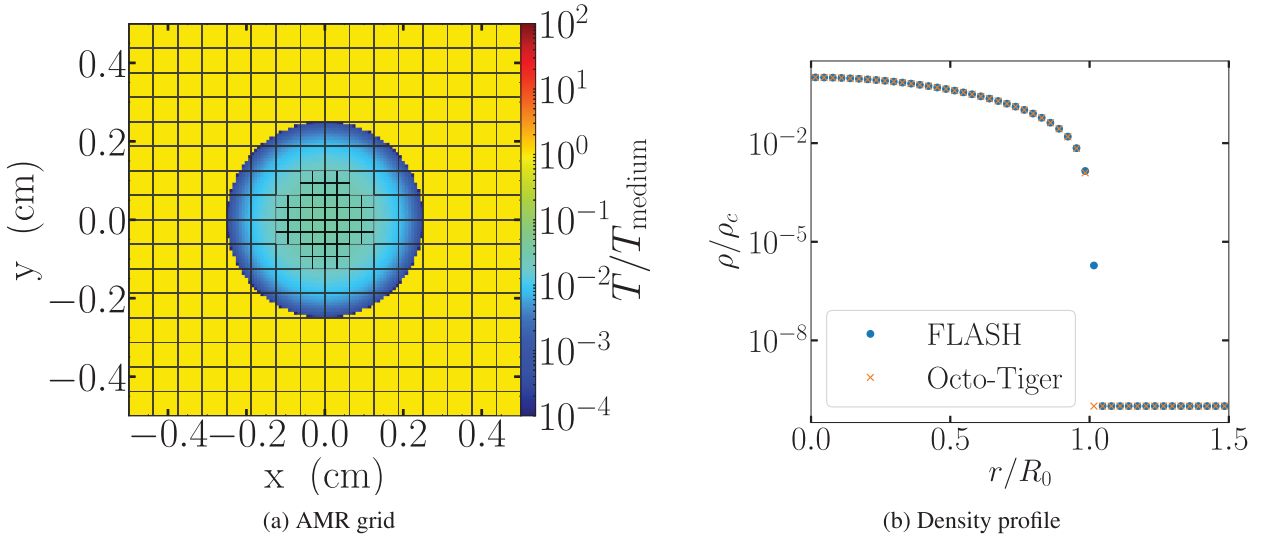 0.4
0.2
0.0
−0.2
−0.4
y (cm)
−0.4 −0.2 0.0 0.2 0.4
x (cm)
10²
10¹
10⁰
10⁻¹
10⁻²
10⁻³
10⁻⁴
T/T_medium
(a) AMR grid
10⁻²
10⁻⁵
10⁻⁸
ρ/ρ_c
FLASH
Octo-Tiger
0.0 0.5 1.0 1.5
r/R₀
(b) Density profile